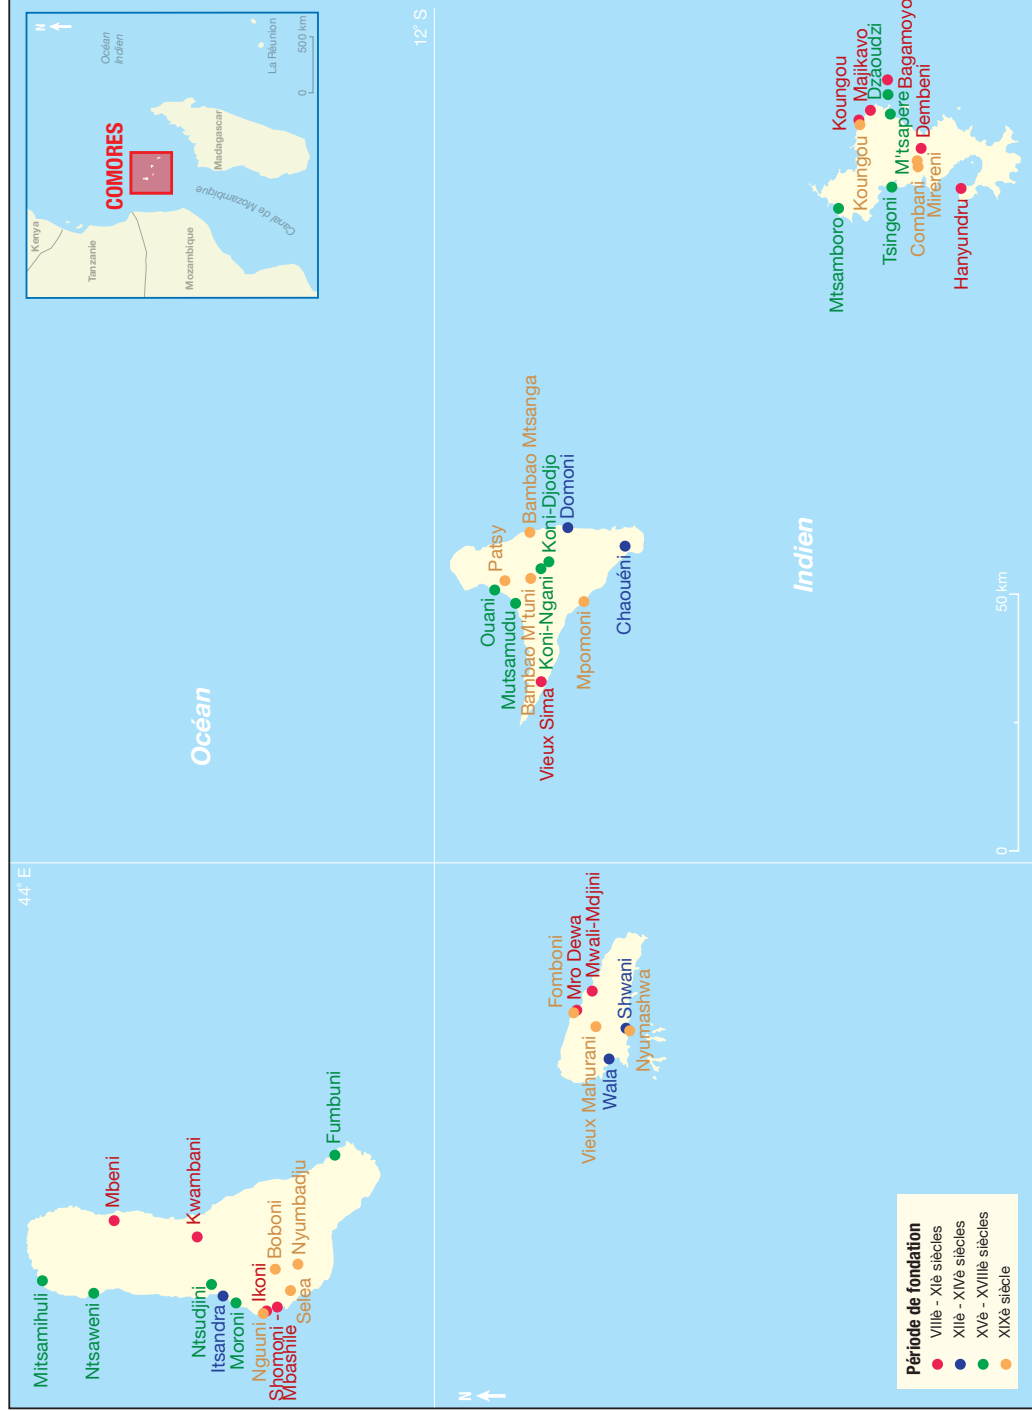 44° E
12° S
Océan
Indien
Mitsamihuli
Ntsaweni
Mbeni
Kwambani
Ntsudjini
Itsandra
Moroni
Ikoni
Nguuni
Shomoni -
Mbashile
Boboni
Selea
Nyumbadju
Fumbuni
Fomboni
Mro Dewa
Mwali-Mdjini
Vieux Mahurani
Wala
Shwani
Nyumashwa
Ouani
Patsy
Mutsamudu
Bambao M'tuni
Bambao Mtsanga
Koni-Ngani
Koni-Djodjo
Vieux Sima
Domoni
Mpomoni
Chaouéni
Mtsamboro
Koungou
Koungou
Majikavo
Dzaoudzi
Bagamoyo
Tsingoni
M'tsapere
Dembeni
Combani
Mirereni
Hanyundru
N
COMORES
Kenya
Tanzanie
Mozambique
Madagascar
Canal de Mozambique
Océan
Indien
La Réunion
0 500 km
N
0 50 km
Période de fondation
VIIIè - XIè siècles
XIIè - XIVè siècles
XVè - XVIIIè siècles
XIXè siècle